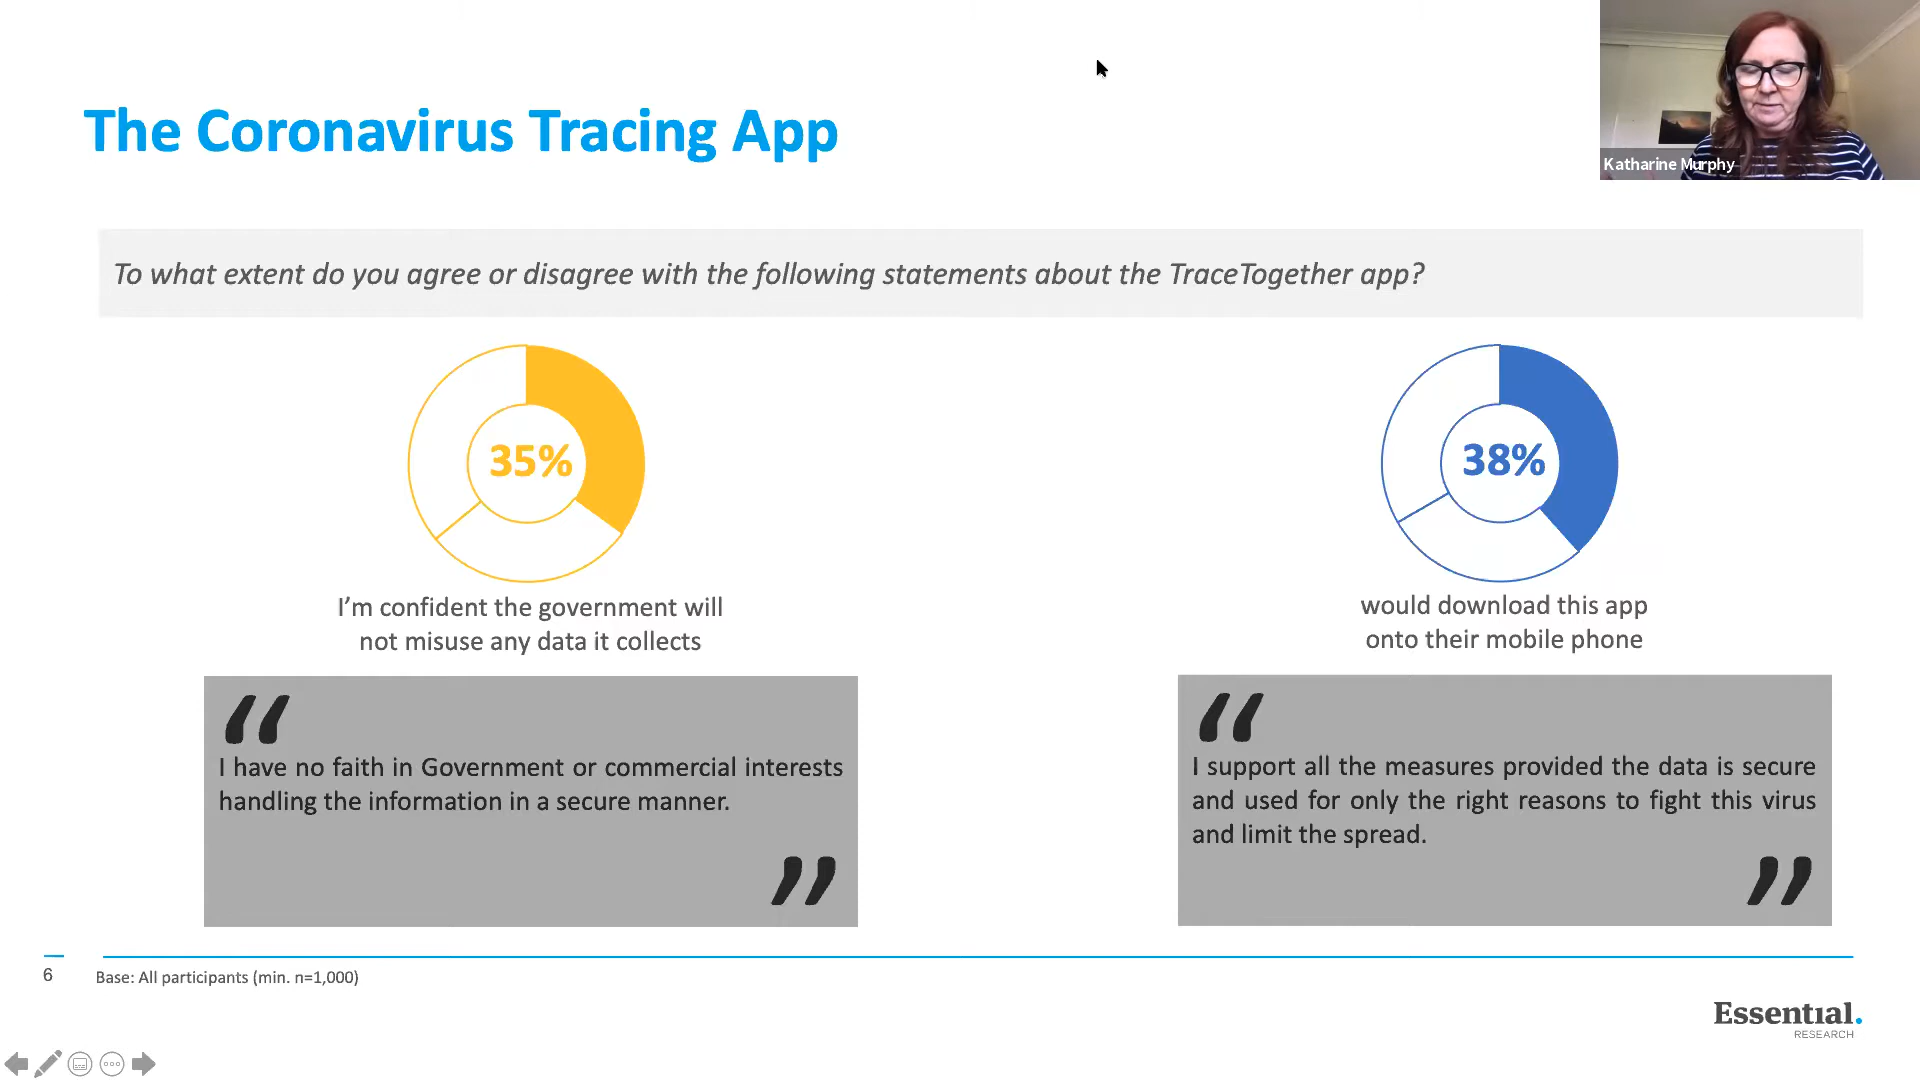 The Coronavirus Tracing App
Katharine Murphy
To what extent do you agree or disagree with the following statements about the TraceTogether app?
35%
I’m confident the government will
not misuse any data it collects
“
I have no faith in Government or commercial interests
handling the information in a secure manner.
”
38%
would download this app
onto their mobile phone
“
I support all the measures provided the data is secure
and used for only the right reasons to fight this virus
and limit the spread.
”
6
Base: All participants (min. n=1,000)
Essential.
RESEARCH